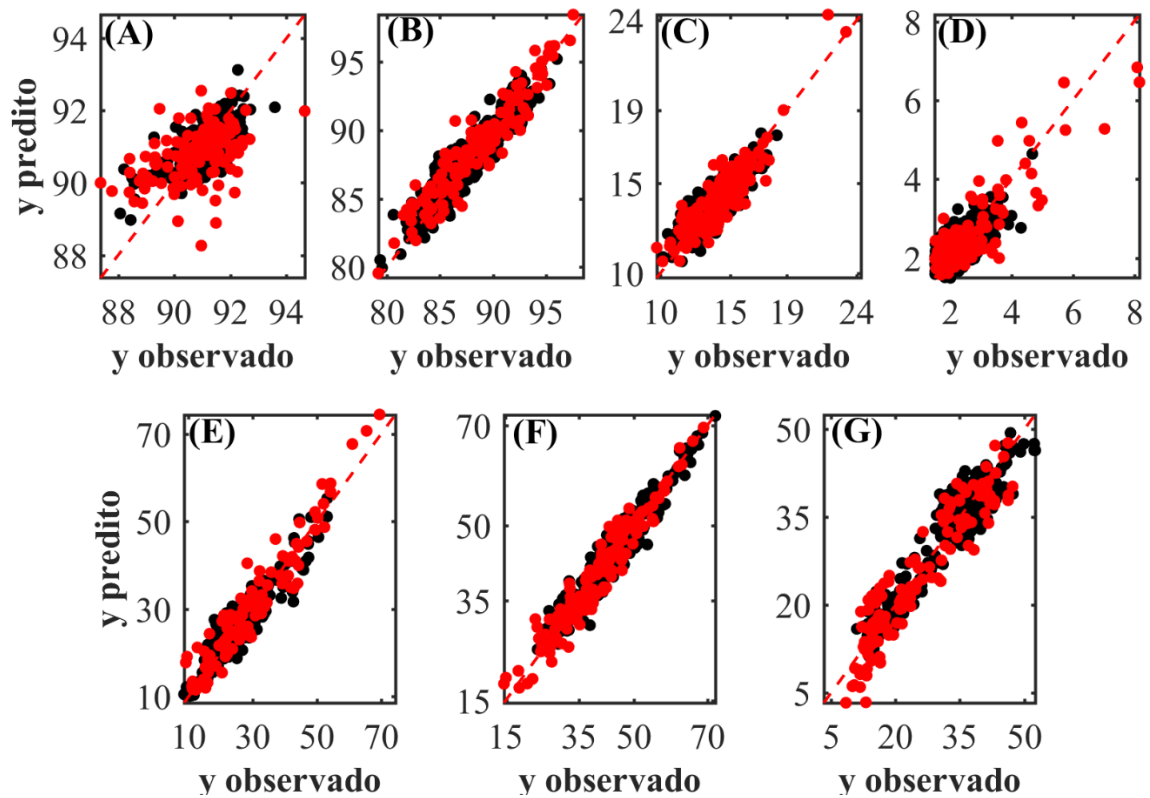 (A) (B) (C) (D)
y predito
94
92
90
88
88 90 92 94
95
90
85
80
80 85 90 95
24
19
15
10
10 15 19 24
8
6
4
2
2 4 6 8
y observado y observado y observado y observado
(E) (F) (G)
y predito
70
50
30
10
10 30 50 70
70
50
35
15
15 35 50 70
50
35
20
5
5 20 35 50
y observado y observado y observado